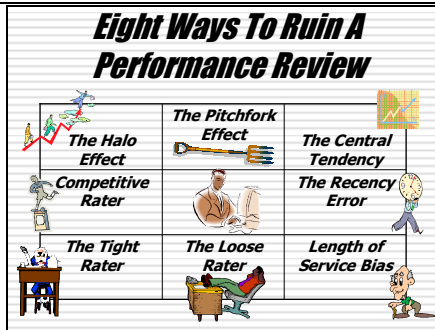 Eight Ways To Ruin A
Performance Review
The Halo
Effect
The Pitchfork
Effect
The Central
Tendency
Competitive
Rater
The Recency
Error
The Tight
Rater
The Loose
Rater
Length of
Service Bias